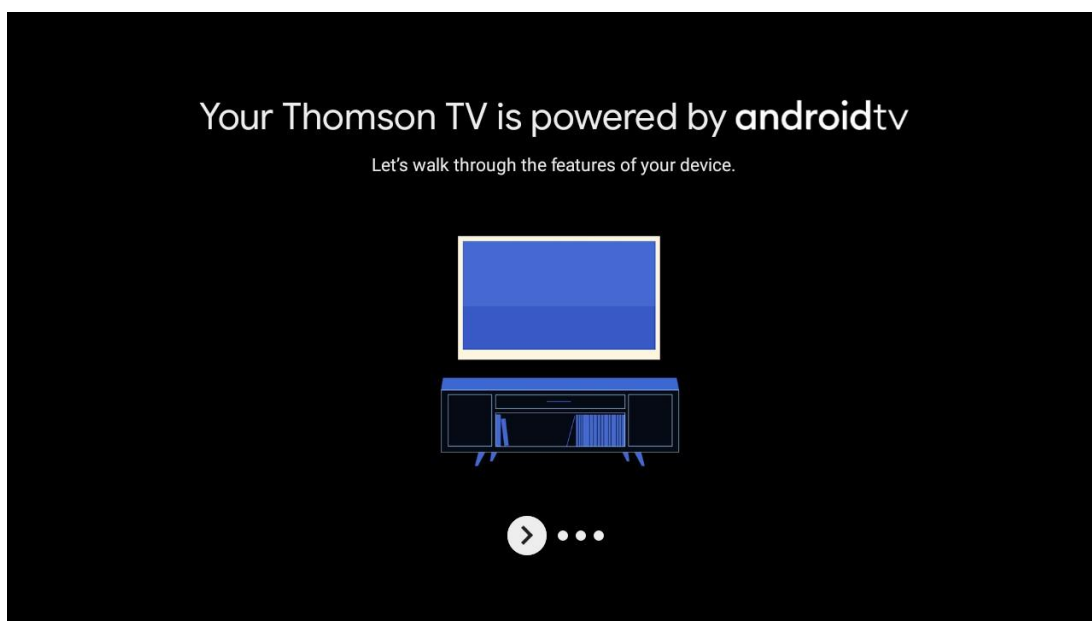 Your Thomson TV is powered by androidtv
Let's walk through the features of your device.